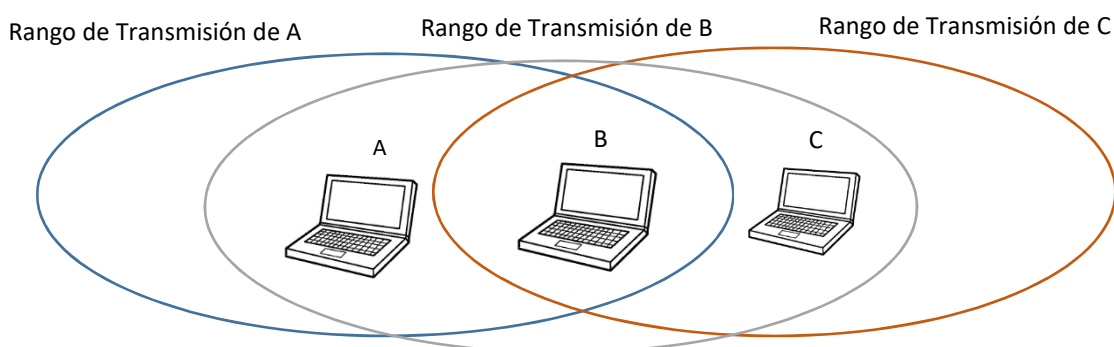 Rango de Transmisión de A
Rango de Transmisión de B
Rango de Transmisión de C
A
B
C